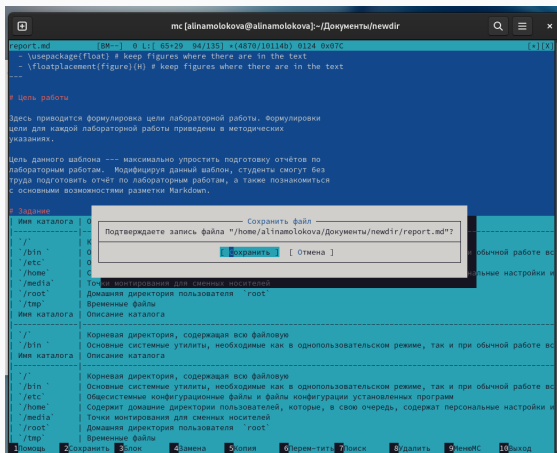 mc [alinamolokova@alinamolokova]:~/Документы/newdir
report.md [BM--] 0 L:[ 65+29 94/135] *(4870/10114b) 0124 0x07C [*][X]
- \usepackage{float} # keep figures where there are in the text
- \floatplacement{figure}{H} # keep figures where there are in the text
---
# Цель работы
Здесь приводится формулировка цели лабораторной работы. Формулировки
цели для каждой лабораторной работы приведены в методических
указаниях.
Цель данного шаблона --- максимально упростить подготовку отчётов по
лабораторным работам. Модифицируя данный шаблон, студенты смогут без
труда подготовить отчёт по лабораторным работам, а также познакомиться
с основными возможностями разметки Markdown.
# Задание
| Имя каталога | О
Сохранить файл
Подтверждаете запись файла "/home/alinamolokova/Документы/newdir/report.md"?
[ Сохранить ] [ Отмена ]
| `/` | К
| `/bin ` | О и обычной работе вс
| `/etc` | О
| `/home` | С нальные настройки и
| `/media` | Точки монтирования для сменных носителей
| `/root` | Домашняя директория пользователя `root`
| `/tmp` | Временные файлы
| Имя каталога | Описание каталога
| `/` | Корневая директория, содержащая всю файловую
| `/bin ` | Основные системные утилиты, необходимые как в однопользовательском режиме, так и при обычной работе вс
| Имя каталога | Описание каталога
| `/` | Корневая директория, содержащая всю файловую
| `/bin ` | Основные системные утилиты, необходимые как в однопользовательском режиме, так и при обычной работе вс
| `/etc` | Общесистемные конфигурационные файлы и файлы конфигурации установленных программ
| `/home` | Содержит домашние директории пользователей, которые, в свою очередь, содержат персональные настройки и
| `/media` | Точки монтирования для сменных носителей
| `/root` | Домашняя директория пользователя `root`
| `/tmp` | Временные файлы
1Помощь 2Сохранить 3Блок 4Замена 5Копия 6Перем~тить 7Поиск 8Удалить 9МенюMC 10Выход